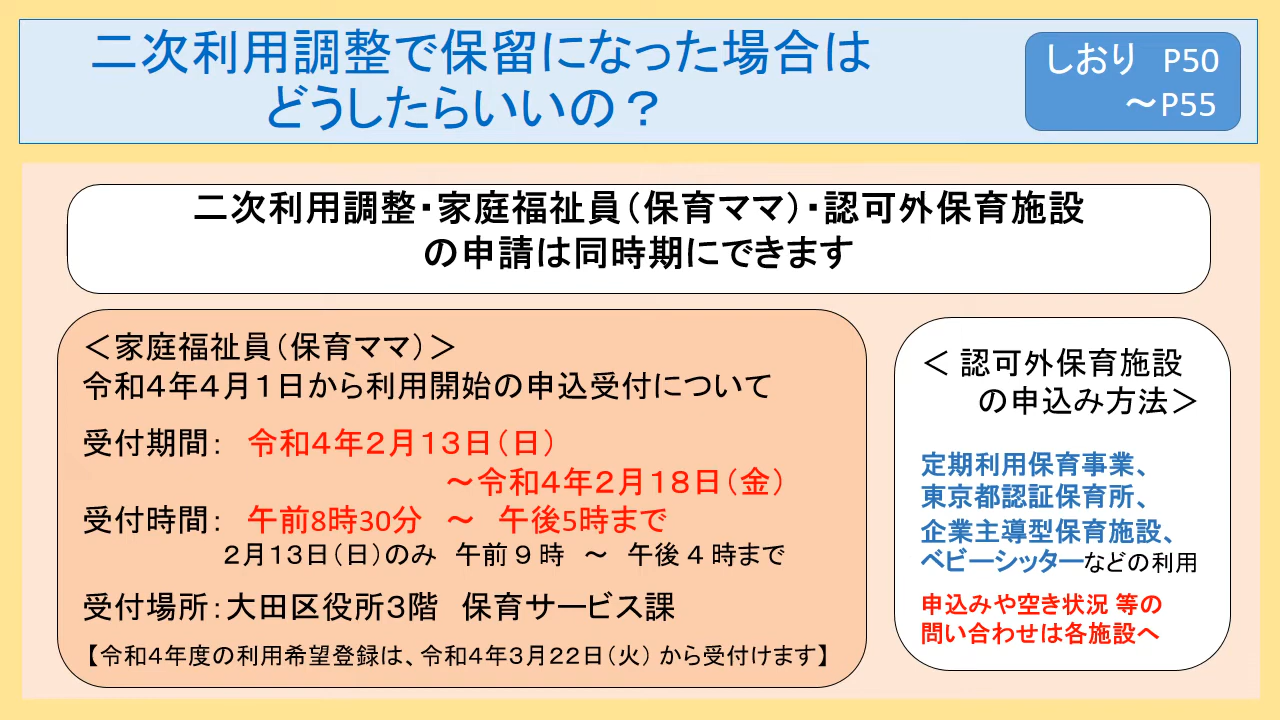 二次利用調整で保留になった場合は
どうしたらいいの？
しおり　P50
～P55
二次利用調整・家庭福祉員（保育ママ）・認可外保育施設
の申請は同時期にできます
＜家庭福祉員（保育ママ）＞
令和４年４月１日から利用開始の申込受付について
受付期間：　令和４年２月１３日（日）
～令和４年２月１８日（金）
受付時間：　午前8時30分　～　午後5時まで
２月１３日（日）のみ　午前９時　～　午後４時まで
受付場所：大田区役所３階　保育サービス課
【令和４年度の利用希望登録は、令和４年３月２２日（火）から受付けます】
＜ 認可外保育施設
の申込み方法＞
定期利用保育事業、
東京都認証保育所、
企業主導型保育施設、
ベビーシッターなどの利用
申込みや空き状況 等の
問い合わせは各施設へ